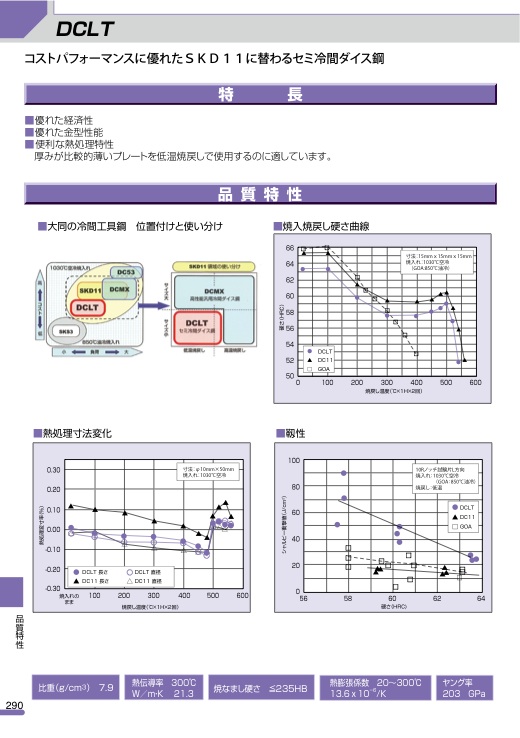 DCLT
コストパフォーマンスに優れたＳＫＤ１１に替わるセミ冷間ダイス鋼
特　長
■優れた経済性
■優れた金型性能
■便利な熱処理特性
厚みが比較的薄いプレートを低温焼戻しで使用するのに適しています。
品質特性
■大同の冷間工具鋼　位置付けと使い分け
1030℃空冷焼入れ
DC53
SKD11
DCMX
DCLT
SKS3
850℃油冷焼入れ
小　負荷　大
SKD11 領域の使い分け
DCMX
高性能汎用冷間ダイス鋼
DCLT
セミ冷間ダイス鋼
低温焼戻し
高温焼戻し
■焼入焼戻し硬さ曲線
寸法：15mm x 15mm x 15mm
焼入れ：1030℃空冷
(GOA:850℃油冷)
硬さ(HRC)
66
64
62
60
58
56
54
52
50
DCLT
DC11
GOA
0 100 200 300 400 500 600
焼戻し温度(℃×1H×2回)
■熱処理寸法変化
寸法：φ10mm×50mm
焼入れ：1030℃空冷
熱処理変寸率(%)
0.30
0.20
0.10
0.00
-0.10
-0.20
-0.30
DCLT 長さ DCLT 直径
DC11 長さ DC11 直径
焼入れの 100 200 300 400 500 600
まま
焼戻し温度(℃×1H×2回)
■靱性
10Rノッチ試験片L方向
焼入れ：1030℃空冷
(GOA：850℃油冷)
焼戻し：低温
シャルピー衝撃値(J/cm²)
100
80
60
40
20
0
DCLT
DC11
GOA
56 58 60 62 64
硬さ(HRC)
品質特性
比重(g/cm³)　7.9
熱伝導率　300℃
W／m·K　21.3
焼なまし硬さ　≦235HB
熱膨張係数　20～300℃
13.6 x 10⁻⁶/K
ヤング率
203　GPa
290